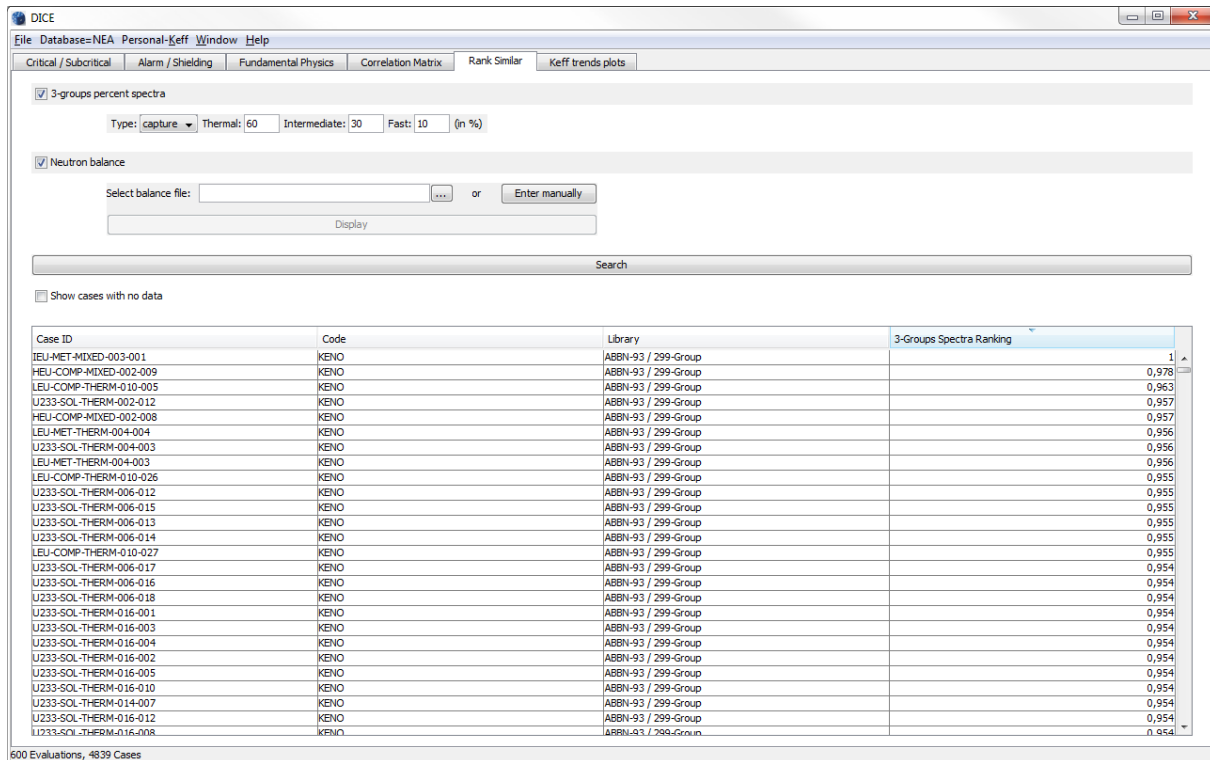 DICE
File Database=NEA Personal-Keff Window Help
Critical / Subcritical Alarm / Shielding Fundamental Physics Correlation Matrix Rank Similar Keff trends plots
3-groups percent spectra
Type: capture Thermal: 60 Intermediate: 30 Fast: 10 (in %)
Neutron balance
Select balance file: ... or Enter manually
Display
Search
Show cases with no data
Case ID Code Library 3-Groups Spectra Ranking
IEU-MET-MIXED-003-001 KENO ABBN-93 / 299-Group 1
HEU-COMP-MIXED-002-009 KENO ABBN-93 / 299-Group 0,978
LEU-COMP-THERM-010-005 KENO ABBN-93 / 299-Group 0,963
U233-SOL-THERM-002-012 KENO ABBN-93 / 299-Group 0,957
HEU-COMP-MIXED-002-008 KENO ABBN-93 / 299-Group 0,957
LEU-MET-THERM-004-004 KENO ABBN-93 / 299-Group 0,956
U233-SOL-THERM-004-003 KENO ABBN-93 / 299-Group 0,956
LEU-MET-THERM-004-003 KENO ABBN-93 / 299-Group 0,956
LEU-COMP-THERM-010-026 KENO ABBN-93 / 299-Group 0,955
U233-SOL-THERM-006-012 KENO ABBN-93 / 299-Group 0,955
U233-SOL-THERM-006-015 KENO ABBN-93 / 299-Group 0,955
U233-SOL-THERM-006-013 KENO ABBN-93 / 299-Group 0,955
U233-SOL-THERM-006-014 KENO ABBN-93 / 299-Group 0,955
LEU-COMP-THERM-010-027 KENO ABBN-93 / 299-Group 0,955
U233-SOL-THERM-006-017 KENO ABBN-93 / 299-Group 0,954
U233-SOL-THERM-006-016 KENO ABBN-93 / 299-Group 0,954
U233-SOL-THERM-006-018 KENO ABBN-93 / 299-Group 0,954
U233-SOL-THERM-016-001 KENO ABBN-93 / 299-Group 0,954
U233-SOL-THERM-016-003 KENO ABBN-93 / 299-Group 0,954
U233-SOL-THERM-016-004 KENO ABBN-93 / 299-Group 0,954
U233-SOL-THERM-016-002 KENO ABBN-93 / 299-Group 0,954
U233-SOL-THERM-016-005 KENO ABBN-93 / 299-Group 0,954
U233-SOL-THERM-016-010 KENO ABBN-93 / 299-Group 0,954
U233-SOL-THERM-014-007 KENO ABBN-93 / 299-Group 0,954
U233-SOL-THERM-016-012 KENO ABBN-93 / 299-Group 0,954
U233-SOL-THERM-016-008 KENO ABBN-93 / 299-Group 0,954
600 Evaluations, 4839 Cases